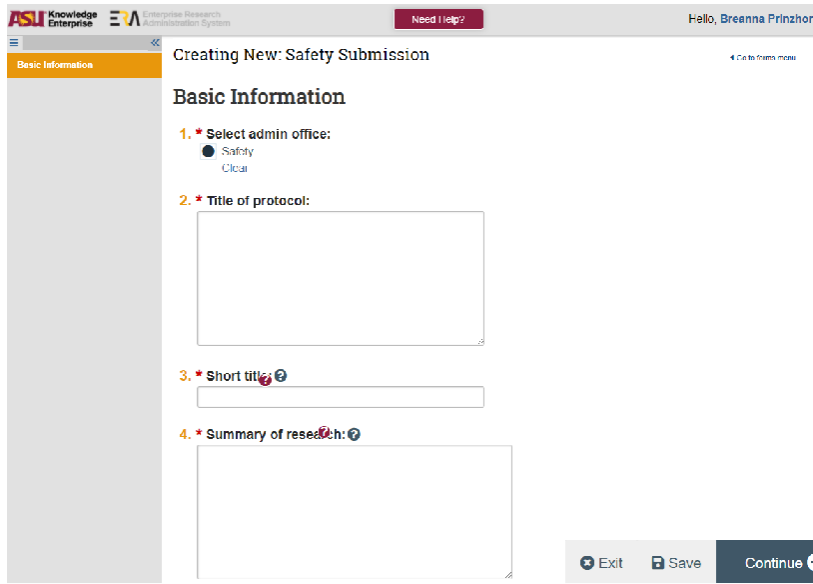 ASU Knowledge Enterprise
ERA Enterprise Research Administration System
Need Help?
Hello, Breanna Prinzhor
Basic Information
Creating New: Safety Submission
Go to forms menu
Basic Information
1. * Select admin office:
Safety
Clear
2. * Title of protocol:
3. * Short title: ?
4. * Summary of research: ?
Exit
Save
Continue